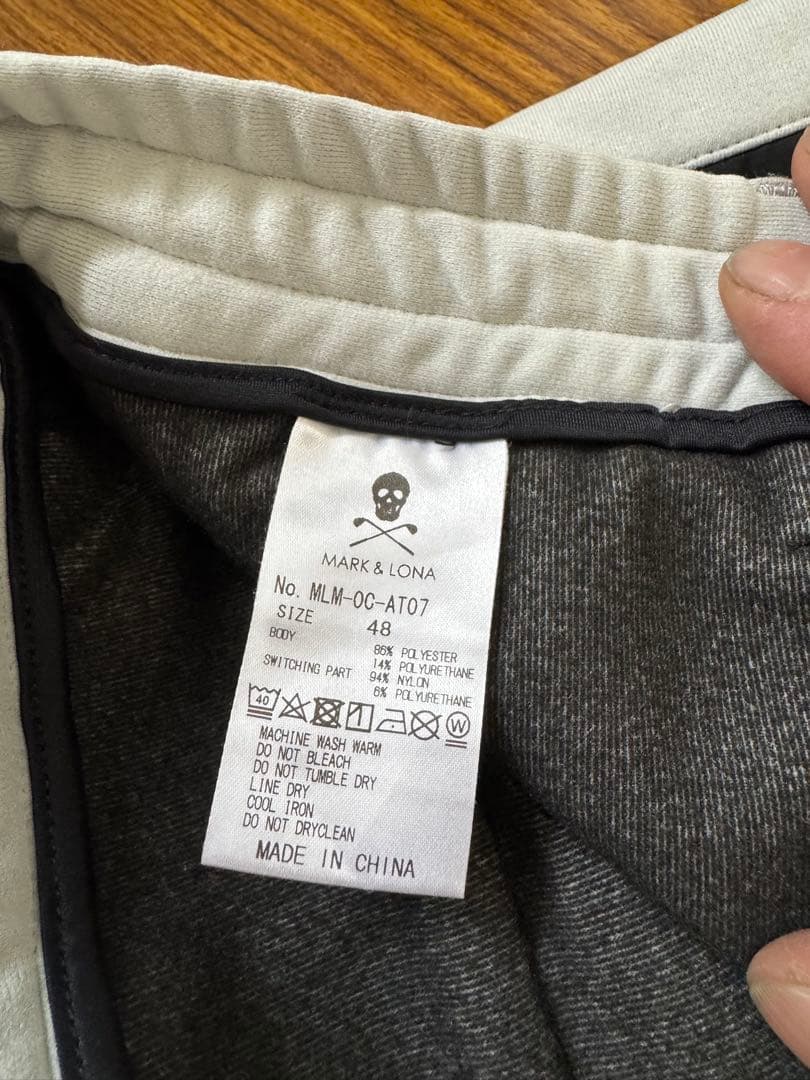 MARK & LONA
No. MLM-OC-AT07
SIZE 48
BODY 86% POLYESTER
14% POLYURETHANE
SWITCHING PART 94% NYLON
6% POLYURETHANE
40 W
MACHINE WASH WARM
DO NOT BLEACH
DO NOT TUMBLE DRY
LINE DRY
COOL IRON
DO NOT DRYCLEAN
MADE IN CHINA